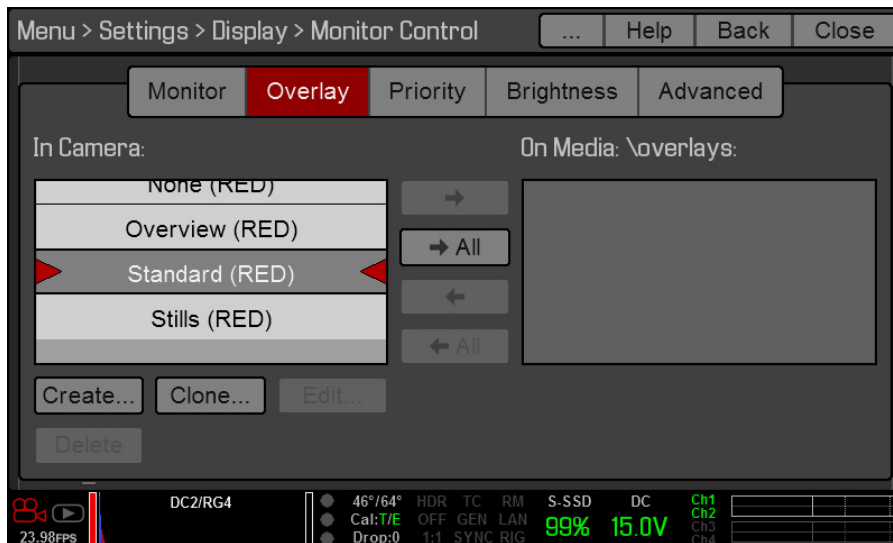 Menu > Settings > Display > Monitor Control ... Help Back Close
Monitor Overlay Priority Brightness Advanced
In Camera: On Media: \overlays:
None (RED)
Overview (RED)
Standard (RED)
Stills (RED)
→
→ All
←
← All
Create... Clone... Edit...
Delete
DC2/RG4 46°/64° HDR TC RM S-SSD DC Ch1
Cal:T/E OFF GEN LAN 99% 15.0V Ch2
23.98FPS Drop:0 1:1 SYNC RIG Ch3
Ch4